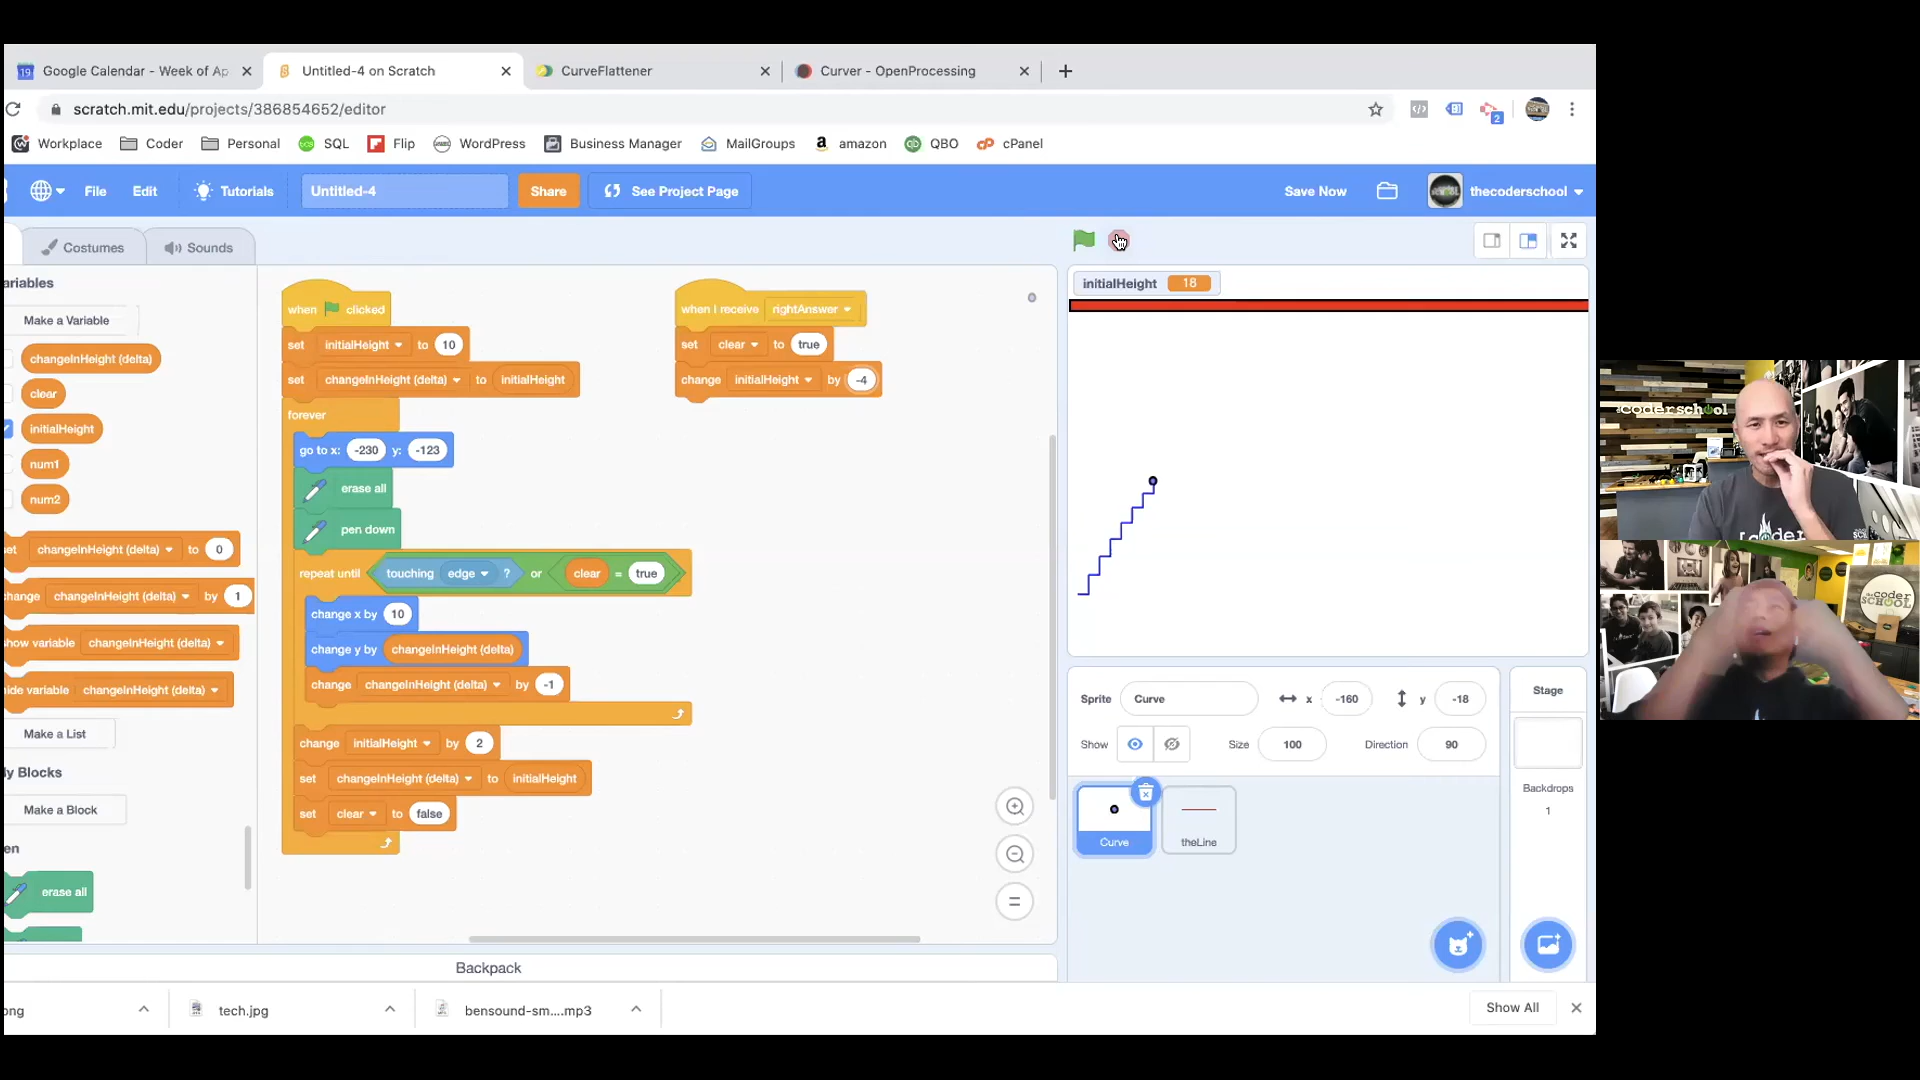 Google Calendar - Week of Ap
Untitled-4 on Scratch
CurveFlattener
Curver - OpenProcessing
scratch.mit.edu/projects/386854652/editor
2
Workplace
Coder
Personal
SQL
Flip
WordPress
Business Manager
MailGroups
amazon
QBO
cPanel
File
Edit
Tutorials
Untitled-4
Share
See Project Page
Save Now
thecoderschool
Costumes
Sounds
ariables
Make a Variable
changeInHeight (delta)
clear
initialHeight
num1
num2
et changeInHeight (delta) to 0
hange changeInHeight (delta) by 1
how variable changeInHeight (delta)
ide variable changeInHeight (delta)
Make a List
y Blocks
Make a Block
en
erase all
when clicked
set initialHeight to 10
set changeInHeight (delta) to initialHeight
forever
go to x: -230 y: -123
erase all
pen down
repeat until touching edge ? or clear = true
change x by 10
change y by changeInHeight (delta)
change changeInHeight (delta) by -1
change initialHeight by 2
set changeInHeight (delta) to initialHeight
set clear to false
when I receive rightAnswer
set clear to true
change initialHeight by -4
initialHeight 18
Sprite Curve x -160 y -18
Show Size 100 Direction 90
Curve
theLine
Stage
Backdrops
1
Backpack
ong
tech.jpg
bensound-sm....mp3
Show All
coderschool
the
coder
SCHOOL